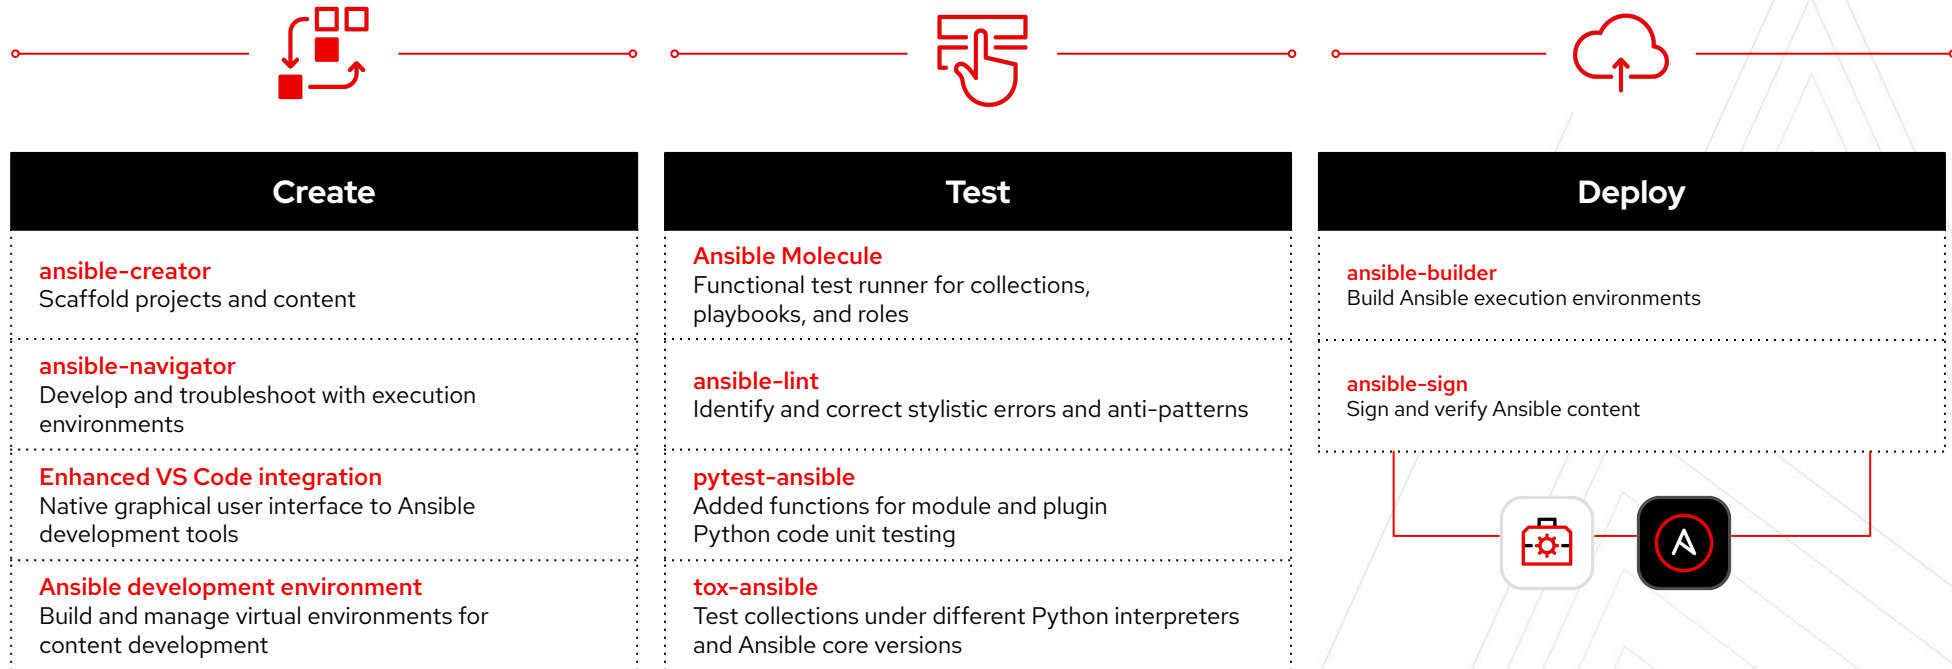 Create
ansible-creator
Scaffold projects and content
ansible-navigator
Develop and troubleshoot with execution
environments
Enhanced VS Code integration
Native graphical user interface to Ansible
development tools
Ansible development environment
Build and manage virtual environments for
content development
Test
Ansible Molecule
Functional test runner for collections,
playbooks, and roles
ansible-lint
Identify and correct stylistic errors and anti-patterns
pytest-ansible
Added functions for module and plugin
Python code unit testing
tox-ansible
Test collections under different Python interpreters
and Ansible core versions
Deploy
ansible-builder
Build Ansible execution environments
ansible-sign
Sign and verify Ansible content